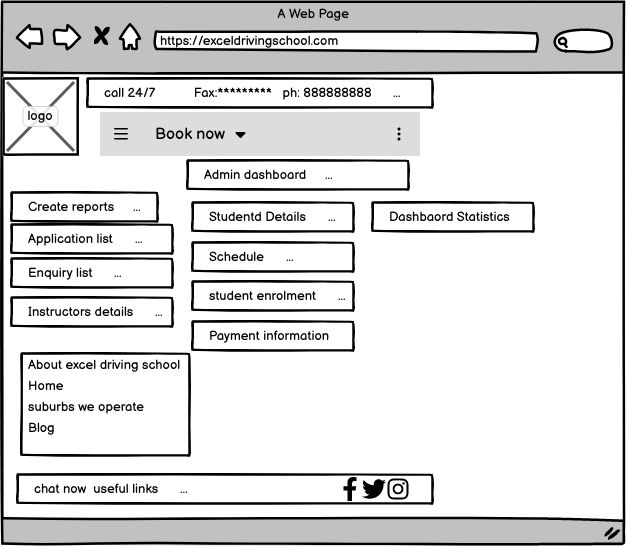 A Web Page
https://exceldrivingschool.com
logo
call 24/7 Fax:********* ph: 888888888 ...
Book now
Admin dashboard ...
Create reports ...
Studentd Details ...
Dashbaord Statistics
Application list ...
Schedule ...
Enquiry list ...
student enrolment ...
Instructors details ...
Payment information
About excel driving school
Home
suburbs we operate
Blog
chat now useful links ...